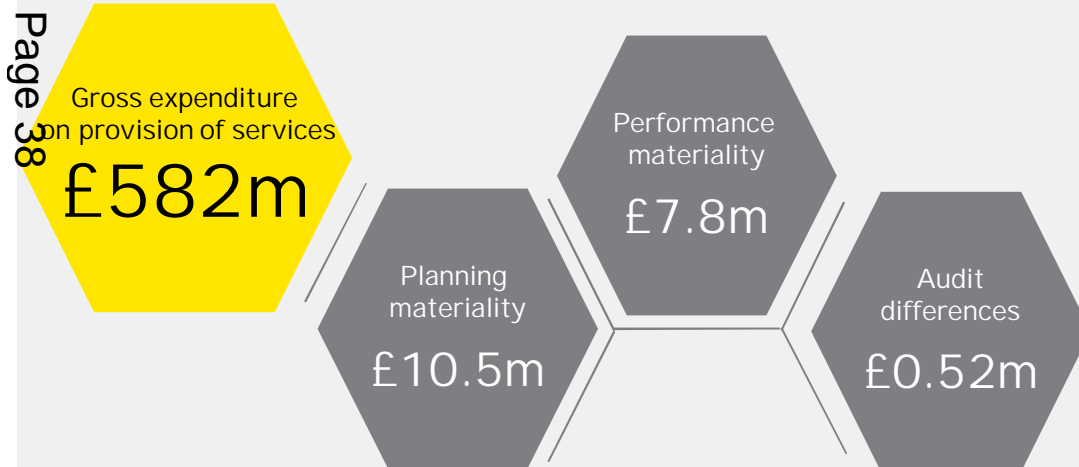 Page 38
Gross expenditure
on provision of services
£582m
Planning
materiality
£10.5m
Performance
materiality
£7.8m
Audit
differences
£0.52m